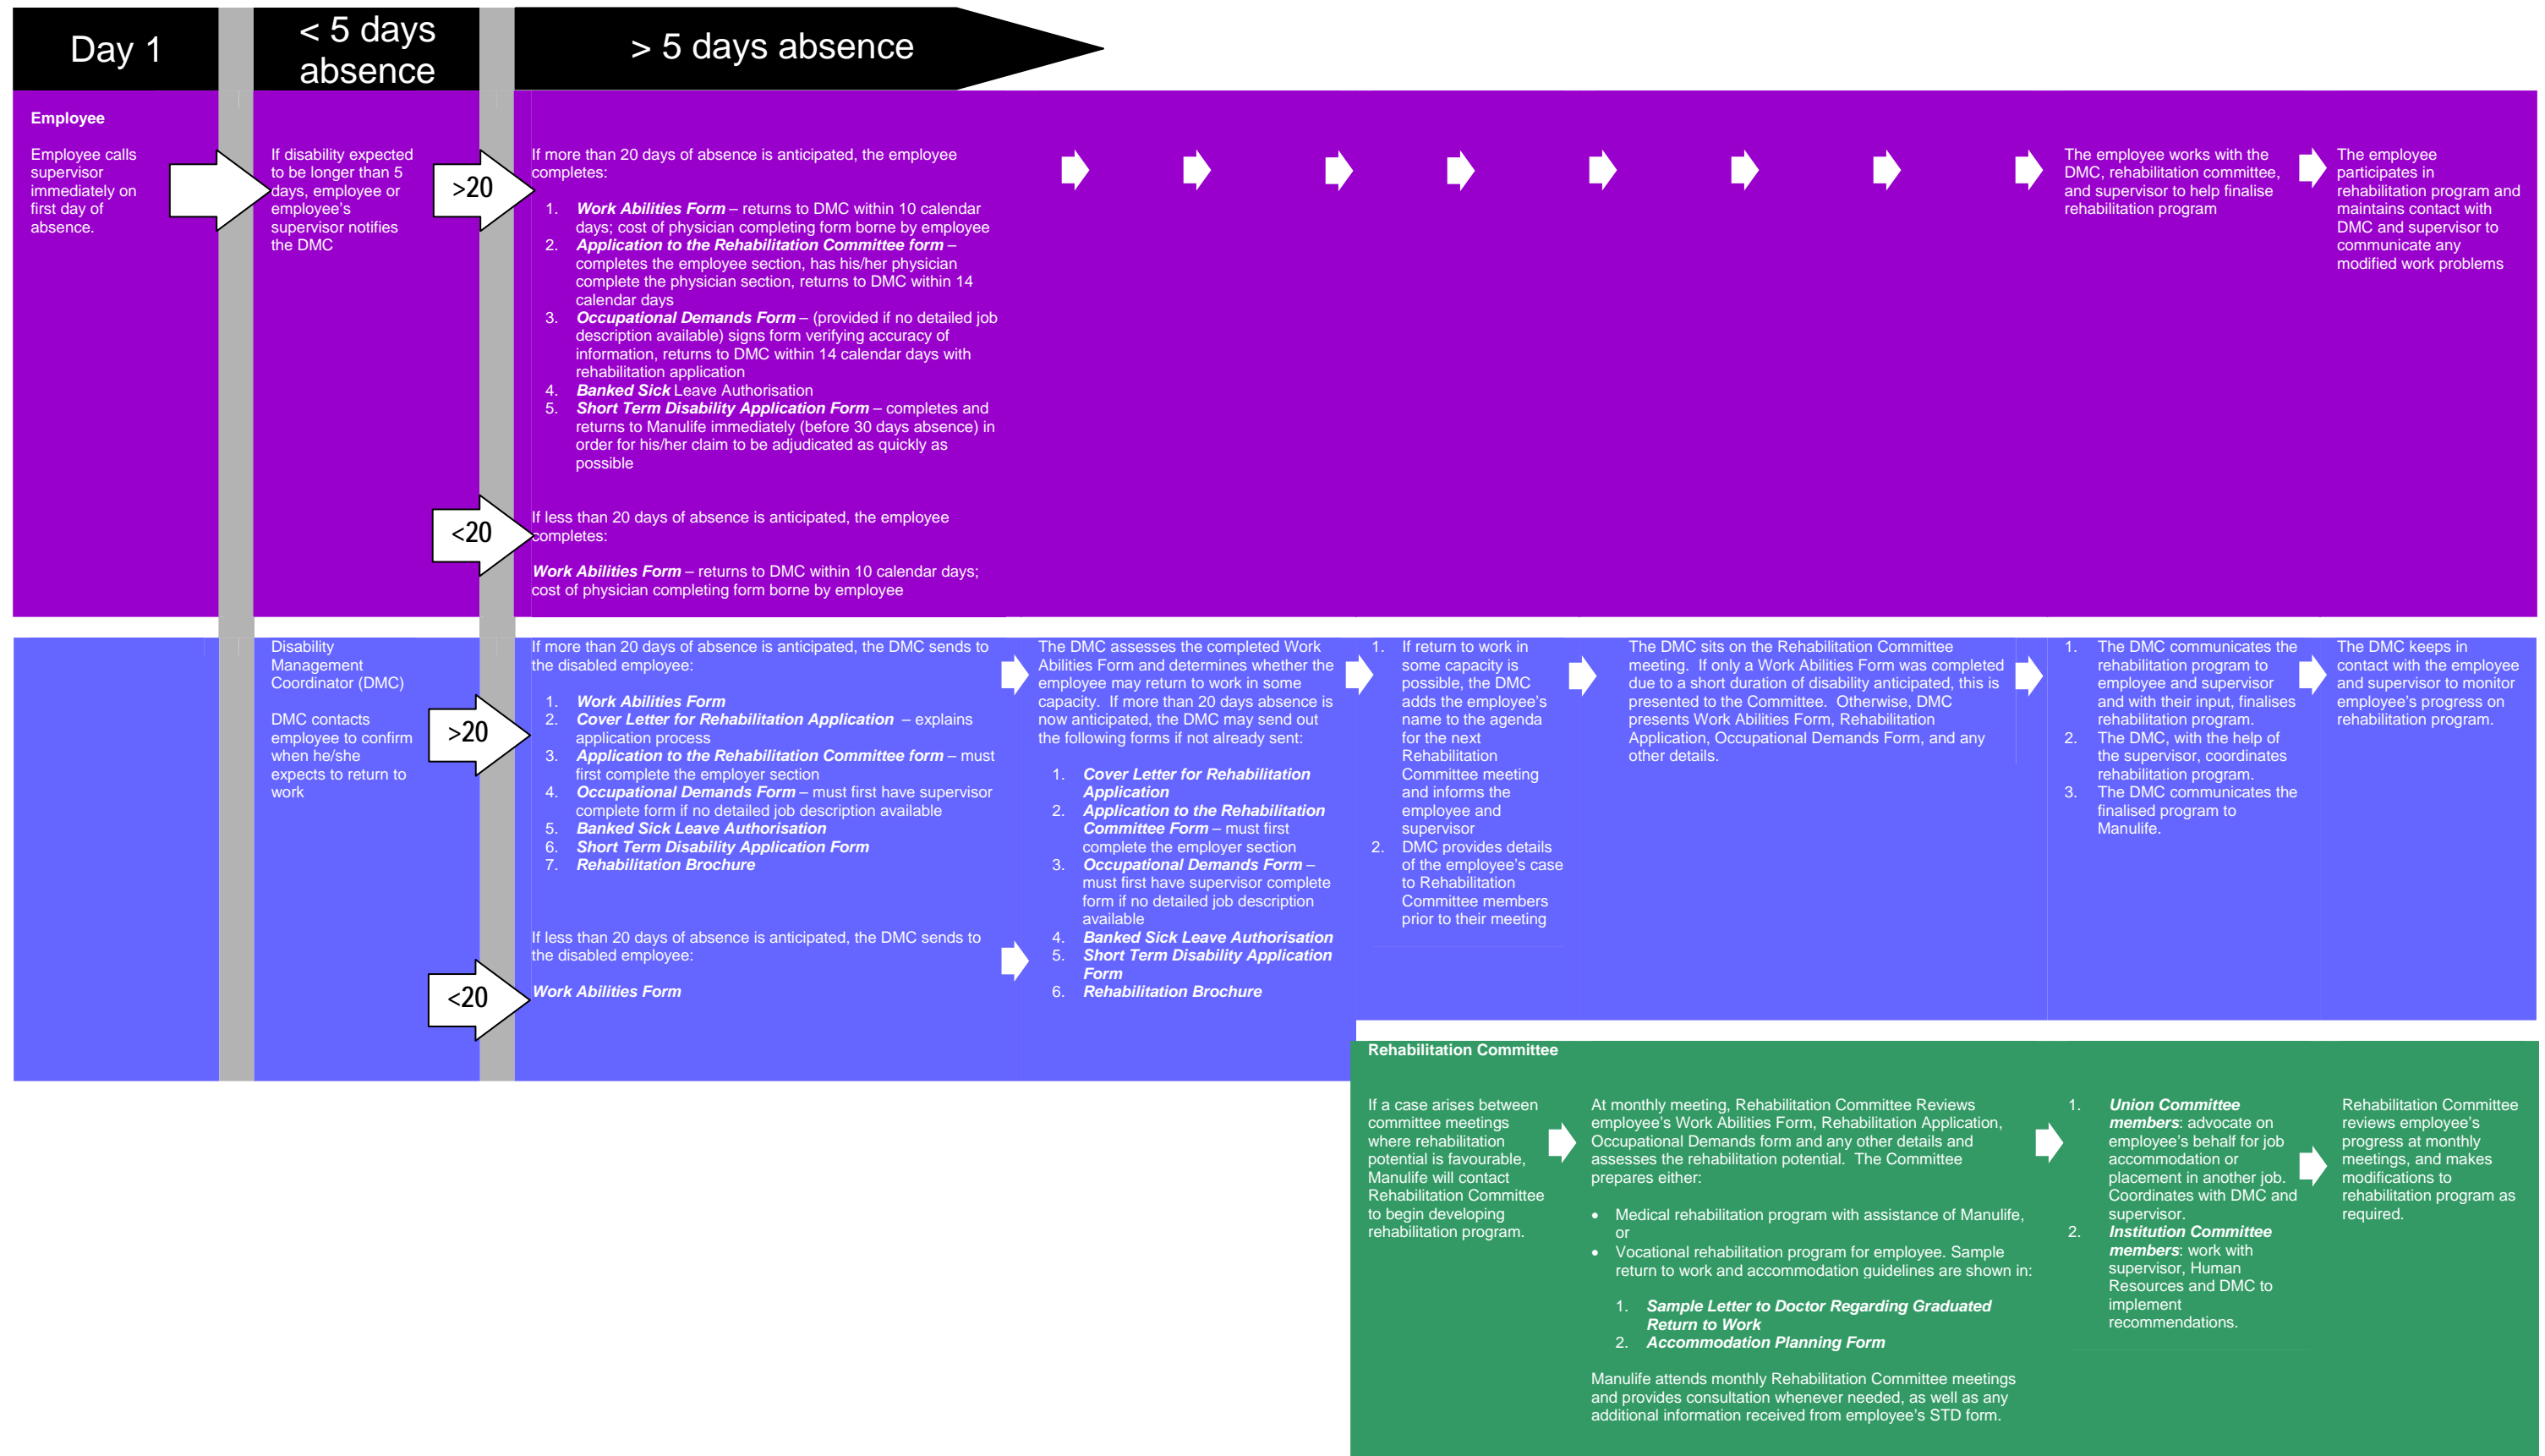 Day 1
< 5 days
absence
> 5 days absence
Employee
Employee calls
supervisor
immediately on
first day of
absence.
If disability expected
to be longer than 5
days, employee or
employee's
supervisor notifies
the DMC
>20
If more than 20 days of absence is anticipated, the employee
completes:
1. Work Abilities Form – returns to DMC within 10 calendar
days; cost of physician completing form borne by employee
2. Application to the Rehabilitation Committee form –
completes the employee section, has his/her physician
complete the physician section, returns to DMC within 14
calendar days
3. Occupational Demands Form – (provided if no detailed job
description available) signs form verifying accuracy of
information, returns to DMC within 14 calendar days with
rehabilitation application
4. Banked Sick Leave Authorisation
5. Short Term Disability Application Form – completes and
returns to Manulife immediately (before 30 days absence) in
order for his/her claim to be adjudicated as quickly as
possible
<20
If less than 20 days of absence is anticipated, the employee
completes:
Work Abilities Form – returns to DMC within 10 calendar days;
cost of physician completing form borne by employee
The employee works with the
DMC, rehabilitation committee,
and supervisor to help finalise
rehabilitation program
The employee
participates in
rehabilitation program and
maintains contact with
DMC and supervisor to
communicate any
modified work problems
Disability
Management
Coordinator (DMC)
DMC contacts
employee to confirm
when he/she
expects to return to
work
>20
If more than 20 days of absence is anticipated, the DMC sends to
the disabled employee:
1. Work Abilities Form
2. Cover Letter for Rehabilitation Application – explains
application process
3. Application to the Rehabilitation Committee form – must
first complete the employer section
4. Occupational Demands Form – must first have supervisor
complete form if no detailed job description available
5. Banked Sick Leave Authorisation
6. Short Term Disability Application Form
7. Rehabilitation Brochure
<20
If less than 20 days of absence is anticipated, the DMC sends to
the disabled employee:
Work Abilities Form
The DMC assesses the completed Work
Abilities Form and determines whether the
employee may return to work in some
capacity. If more than 20 days absence is
now anticipated, the DMC may send out
the following forms if not already sent:
1. Cover Letter for Rehabilitation
Application
2. Application to the Rehabilitation
Committee Form – must first
complete the employer section
3. Occupational Demands Form –
must first have supervisor complete
form if no detailed job description
available
4. Banked Sick Leave Authorisation
5. Short Term Disability Application
Form
6. Rehabilitation Brochure
1. If return to work in
some capacity is
possible, the DMC
adds the employee's
name to the agenda
for the next
Rehabilitation
Committee meeting
and informs the
employee and
supervisor
2. DMC provides details
of the employee's case
to Rehabilitation
Committee members
prior to their meeting
The DMC sits on the Rehabilitation Committee
meeting. If only a Work Abilities Form was completed
due to a short duration of disability anticipated, this is
presented to the Committee. Otherwise, DMC
presents Work Abilities Form, Rehabilitation
Application, Occupational Demands Form, and any
other details.
1. The DMC communicates the
rehabilitation program to
employee and supervisor
and with their input, finalises
rehabilitation program.
2. The DMC, with the help of
the supervisor, coordinates
rehabilitation program.
3. The DMC communicates the
finalised program to
Manulife.
The DMC keeps in
contact with the employee
and supervisor to monitor
employee's progress on
rehabilitation program.
Rehabilitation Committee
If a case arises between
committee meetings
where rehabilitation
potential is favourable,
Manulife will contact
Rehabilitation Committee
to begin developing
rehabilitation program.
At monthly meeting, Rehabilitation Committee Reviews
employee's Work Abilities Form, Rehabilitation Application,
Occupational Demands form and any other details and
assesses the rehabilitation potential. The Committee
prepares either:
• Medical rehabilitation program with assistance of Manulife,
or
• Vocational rehabilitation program for employee. Sample
return to work and accommodation guidelines are shown in:
1. Sample Letter to Doctor Regarding Graduated
Return to Work
2. Accommodation Planning Form
Manulife attends monthly Rehabilitation Committee meetings
and provides consultation whenever needed, as well as any
additional information received from employee's STD form.
1. Union Committee
members: advocate on
employee's behalf for job
accommodation or
placement in another job.
Coordinates with DMC and
supervisor.
2. Institution Committee
members: work with
supervisor, Human
Resources and DMC to
implement
recommendations.
Rehabilitation Committee
reviews employee's
progress at monthly
meetings, and makes
modifications to
rehabilitation program as
required.